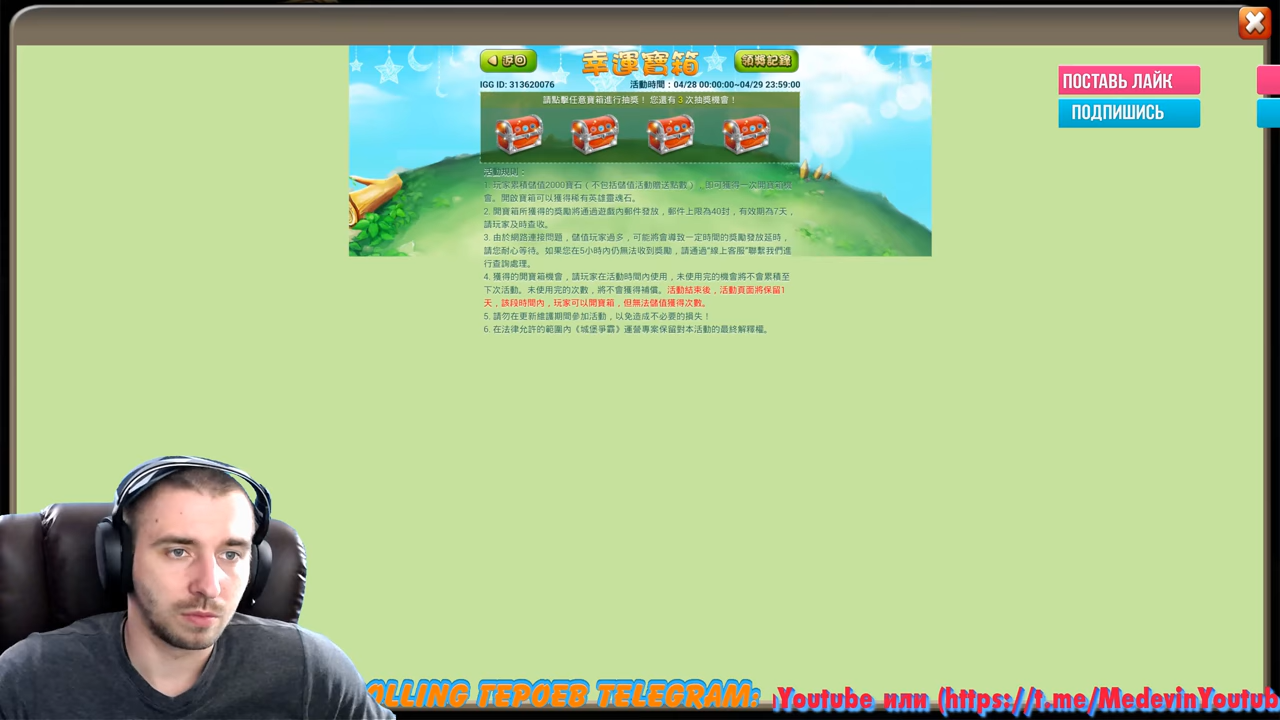 返回
幸運寶箱
領獎記錄
IGG ID: 313620076
活動時間：04/28 00:00:00~04/29 23:59:00
請點擊任意寶箱進行抽獎！ 您還有 3 次抽獎機會！
活動規則：
1. 玩家累積儲值2000寶石（不包括儲值活動贈送點數），即可獲得一次開寶箱機
會。開啟寶箱可以獲得稀有英雄靈魂石。
2. 開寶箱所獲得的獎勵將通過遊戲內郵件發放，郵件上限為40封，有效期為7天，
請玩家及時查收。
3. 由於網路連接問題，儲值玩家過多，可能將會導致一定時間的獎勵發放延時，
請您耐心等待。如果您在5小時內仍無法收到獎勵，請通過“線上客服”聯繫我們進
行查詢處理。
4. 獲得的開寶箱機會，請玩家在活動時間內使用，未使用完的機會將不會累積至
下次活動。未使用完的次數，將不會獲得補償。活動結束後，活動頁面將保留1
天，該段時間內，玩家可以開寶箱，但無法儲值獲得次數。
5. 請勿在更新維護期間參加活動，以免造成不必要的損失！
6. 在法律允許的範圍內《城堡爭霸》運營專案保留對本活動的最終解釋權。
ПОСТАВЬ ЛАЙК
ПОДПИШИСЬ
OLLING ГЕРОЕВ TELEGRAM:
Youtube или (https://t.me/MedevinYoutub